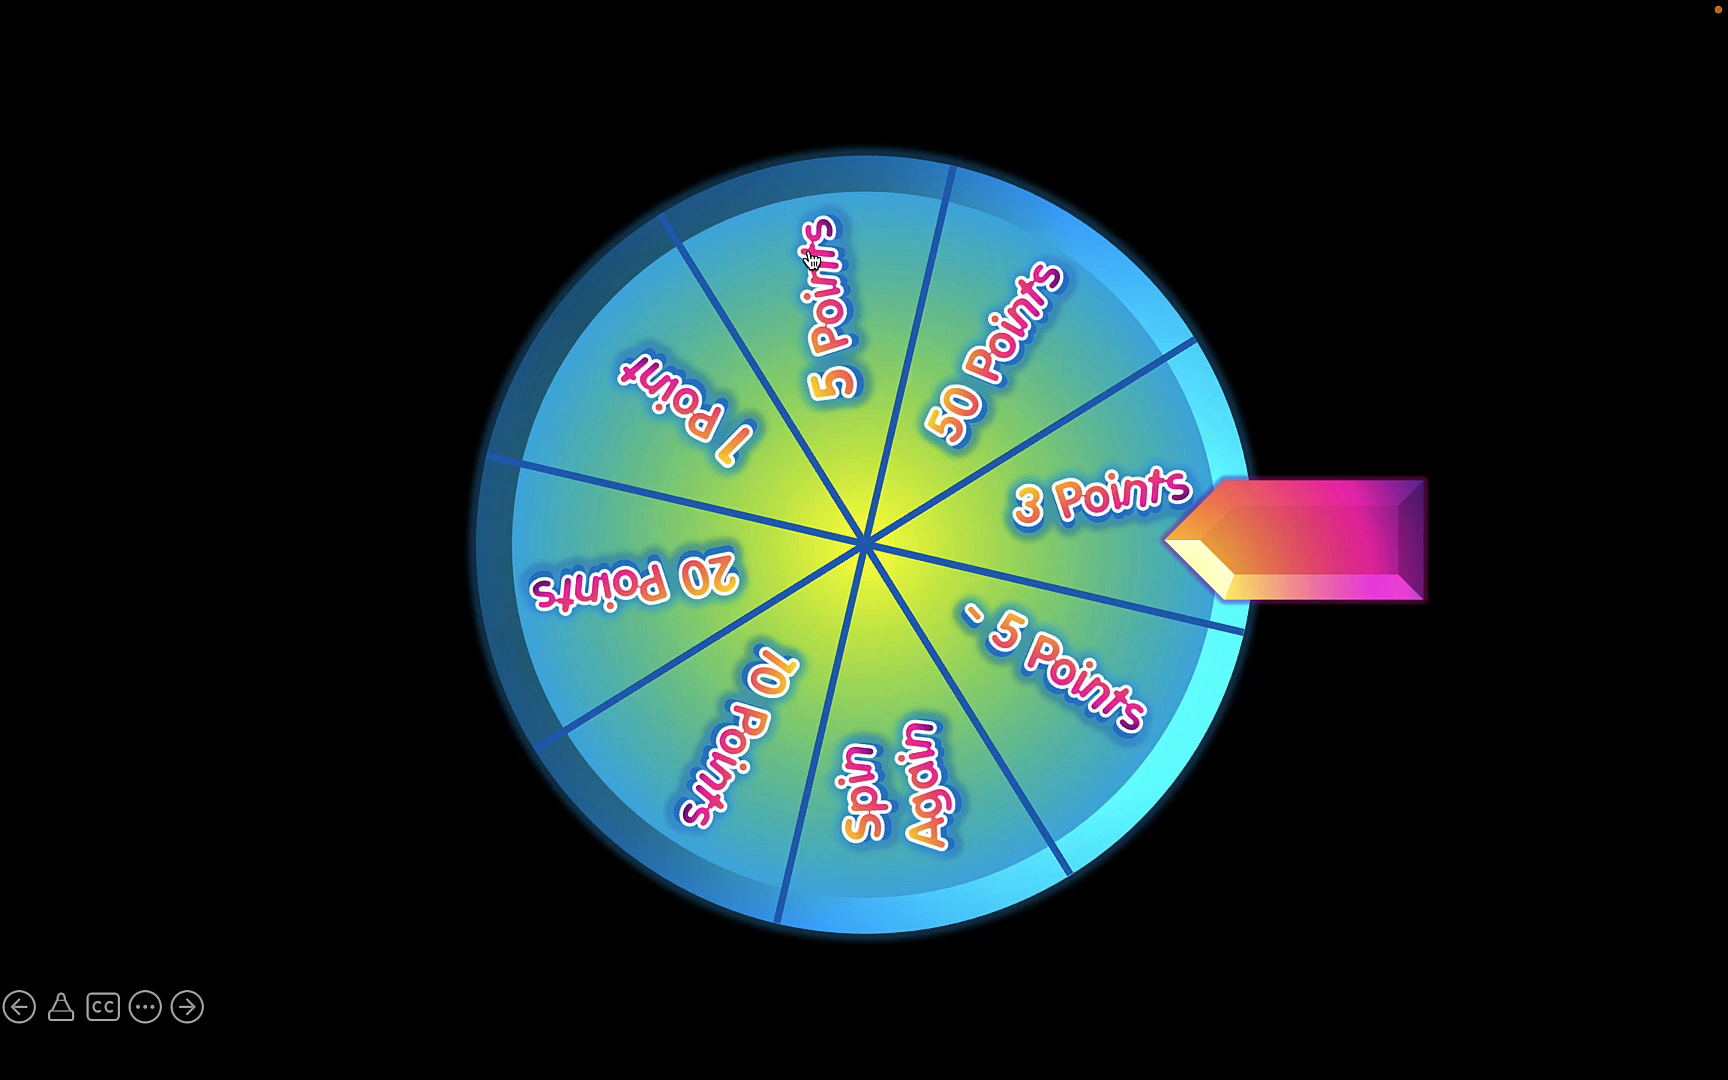 5 Points
50 Points
3 Points
- 5 Points
Spin
Again
10 Points
20 Points
1 Point
CC